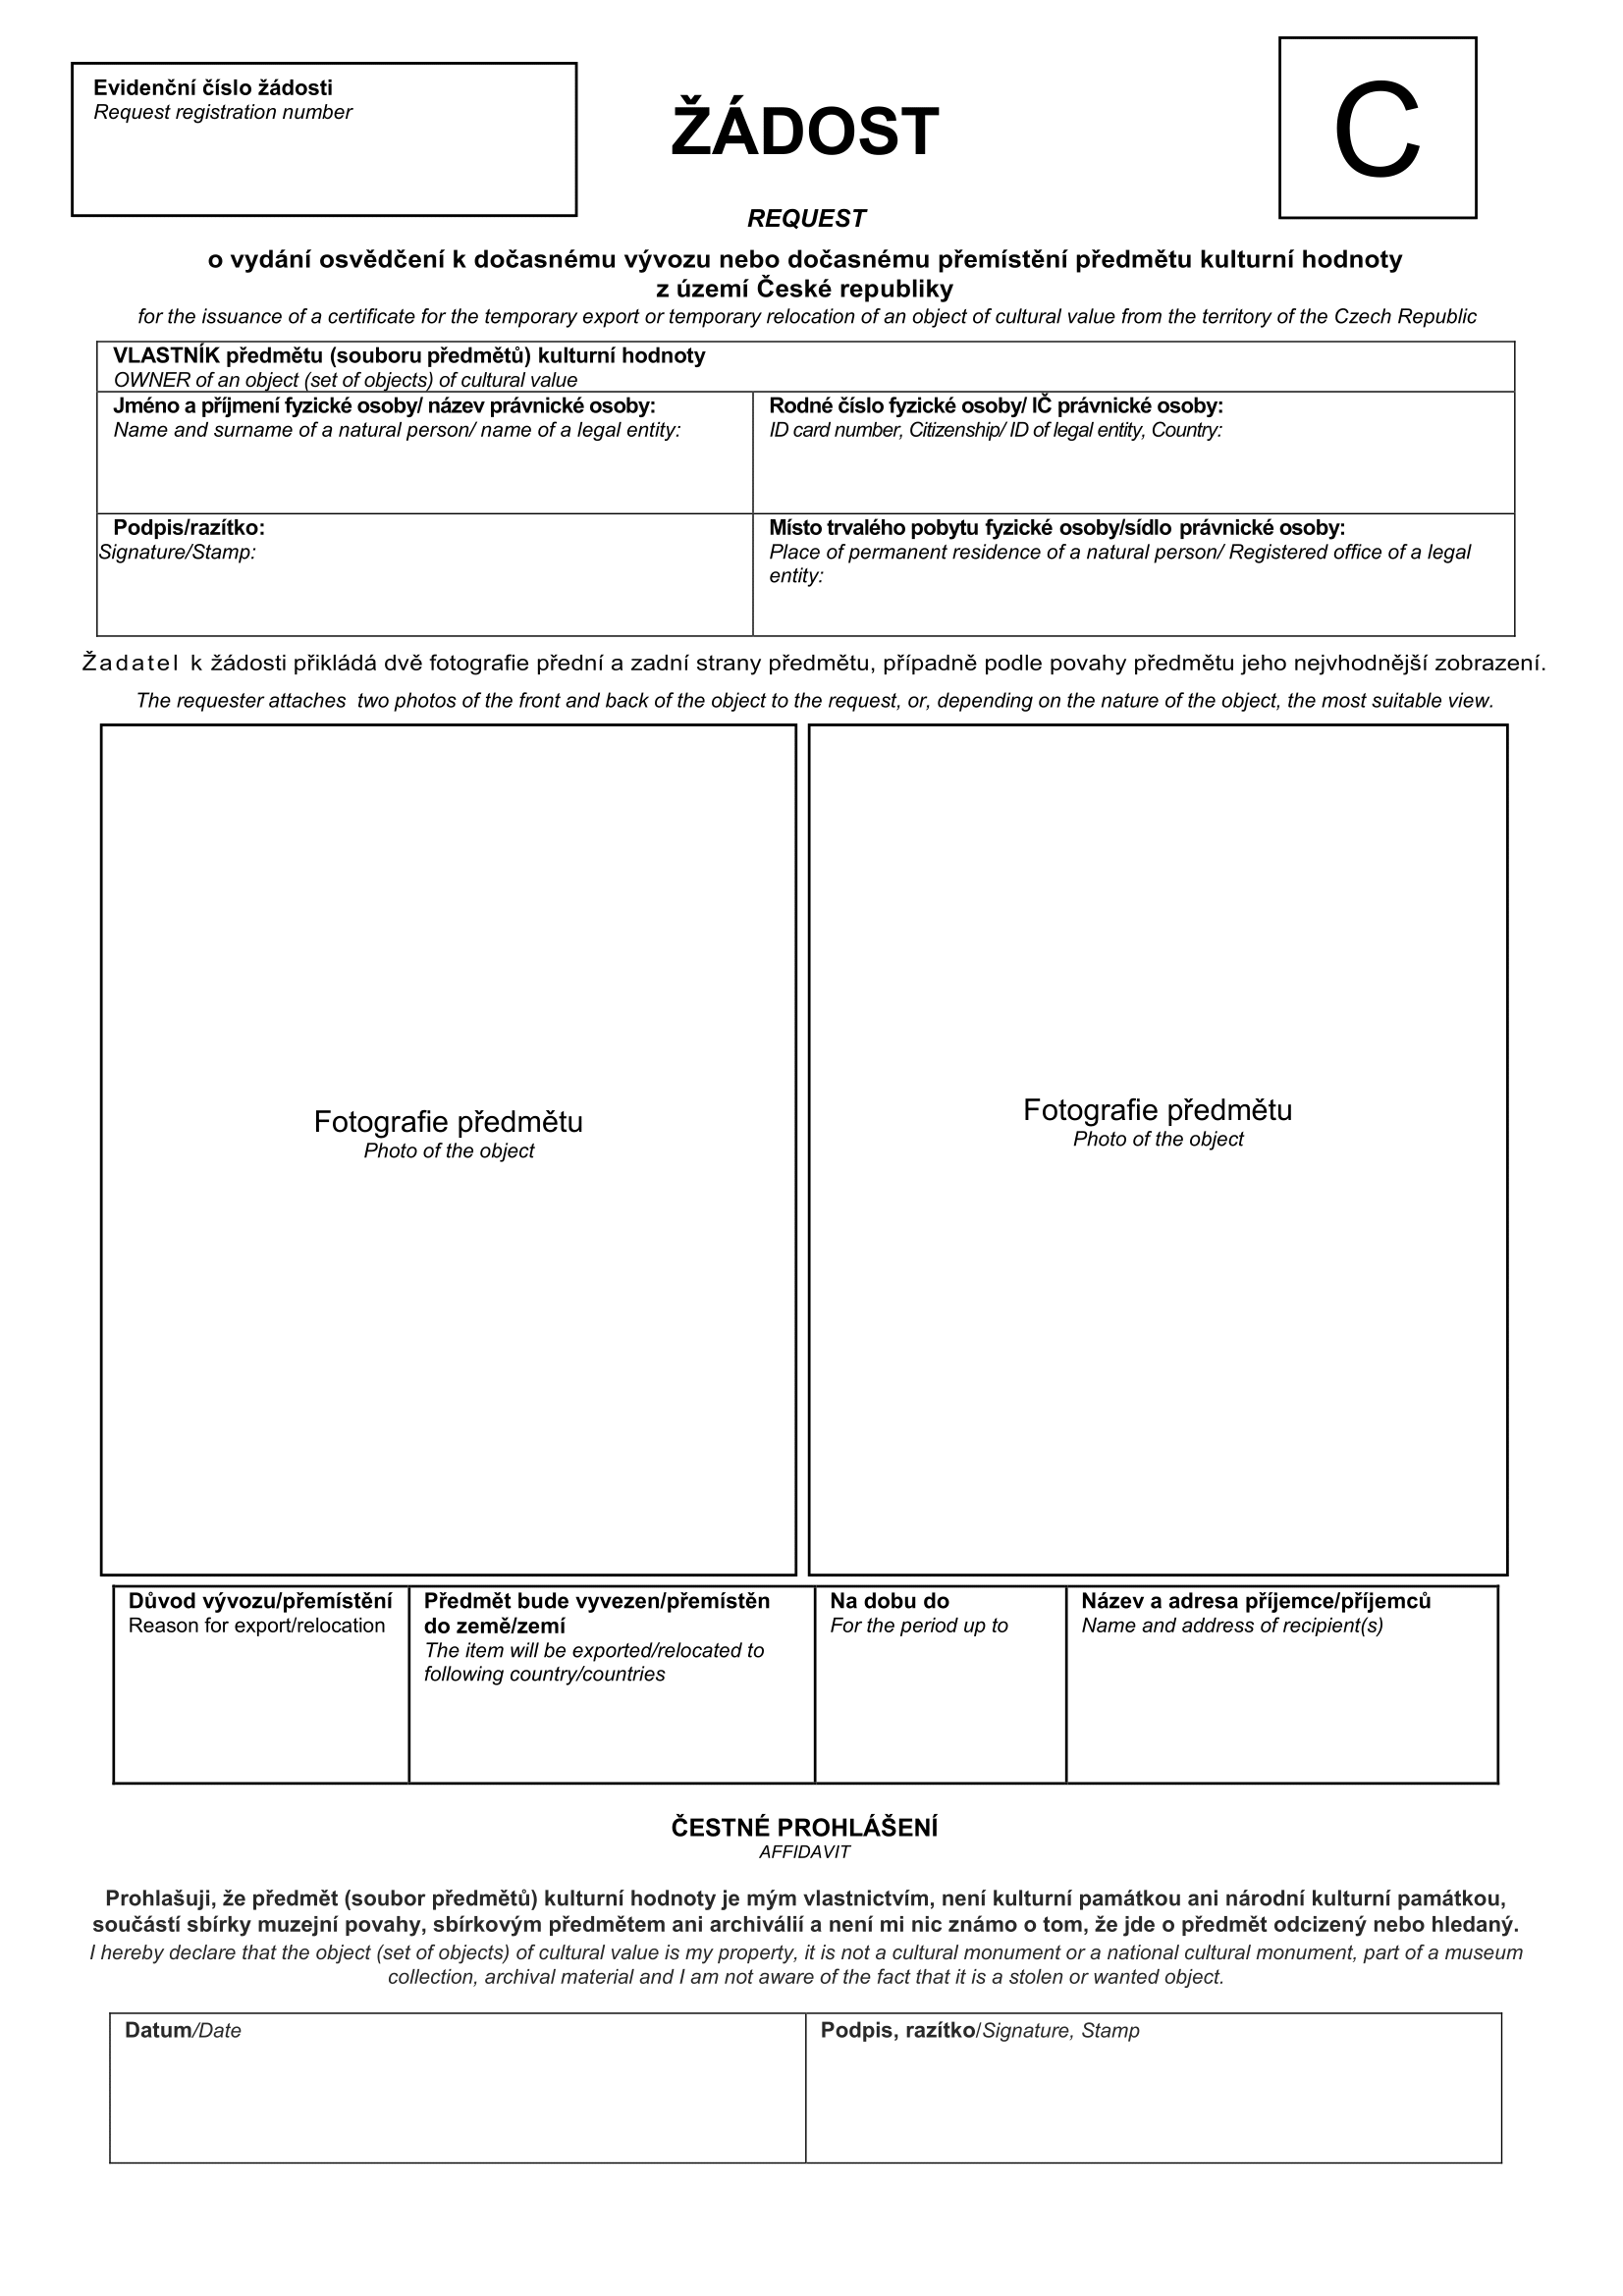 Evidenční číslo žádosti
Request registration number
ŽÁDOST
C
REQUEST
o vydání osvědčení k dočasnému vývozu nebo dočasnému přemístění předmětu kulturní hodnoty
z území České republiky
for the issuance of a certificate for the temporary export or temporary relocation of an object of cultural value from the territory of the Czech Republic
VLASTNÍK předmětu (souboru předmětů) kulturní hodnoty
OWNER of an object (set of objects) of cultural value
Jméno a příjmení fyzické osoby/ název právnické osoby:
Name and surname of a natural person/ name of a legal entity:
Rodné číslo fyzické osoby/ IČ právnické osoby:
ID card number, Citizenship/ ID of legal entity, Country:
Podpis/razítko:
Signature/Stamp:
Místo trvalého pobytu fyzické osoby/sídlo právnické osoby:
Place of permanent residence of a natural person/ Registered office of a legal
entity:
Žadatel k žádosti přikládá dvě fotografie přední a zadní strany předmětu, případně podle povahy předmětu jeho nejvhodnější zobrazení.
The requester attaches two photos of the front and back of the object to the request, or, depending on the nature of the object, the most suitable view.
Fotografie předmětu
Photo of the object
Fotografie předmětu
Photo of the object
Důvod vývozu/přemístění
Reason for export/relocation
Předmět bude vyvezen/přemístěn
do země/zemí
The item will be exported/relocated to
following country/countries
Na dobu do
For the period up to
Název a adresa příjemce/příjemců
Name and address of recipient(s)
ČESTNÉ PROHLÁŠENÍ
AFFIDAVIT
Prohlašuji, že předmět (soubor předmětů) kulturní hodnoty je mým vlastnictvím, není kulturní památkou ani národní kulturní památkou,
součástí sbírky muzejní povahy, sbírkovým předmětem ani archiválií a není mi nic známo o tom, že jde o předmět odcizený nebo hledaný.
I hereby declare that the object (set of objects) of cultural value is my property, it is not a cultural monument or a national cultural monument, part of a museum
collection, archival material and I am not aware of the fact that it is a stolen or wanted object.
Datum/Date
Podpis, razítko/Signature, Stamp